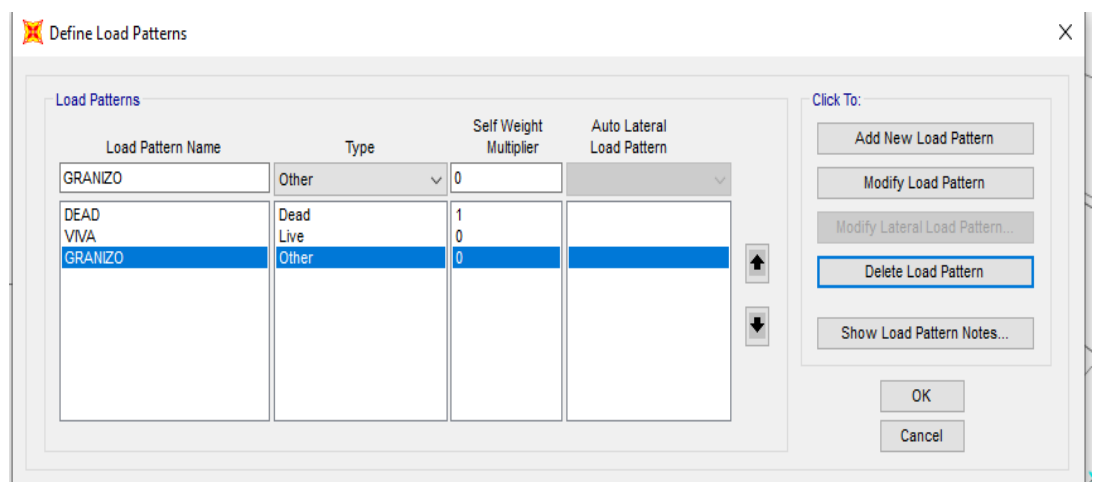 Define Load Patterns
Load Patterns
Click To:
Load Pattern Name
Type
Self Weight
Multiplier
Auto Lateral
Load Pattern
GRANIZO
Other
0
DEAD
Dead
1
VIVA
Live
0
GRANIZO
Other
0
Add New Load Pattern
Modify Load Pattern
Modify Lateral Load Pattern...
Delete Load Pattern
Show Load Pattern Notes...
OK
Cancel